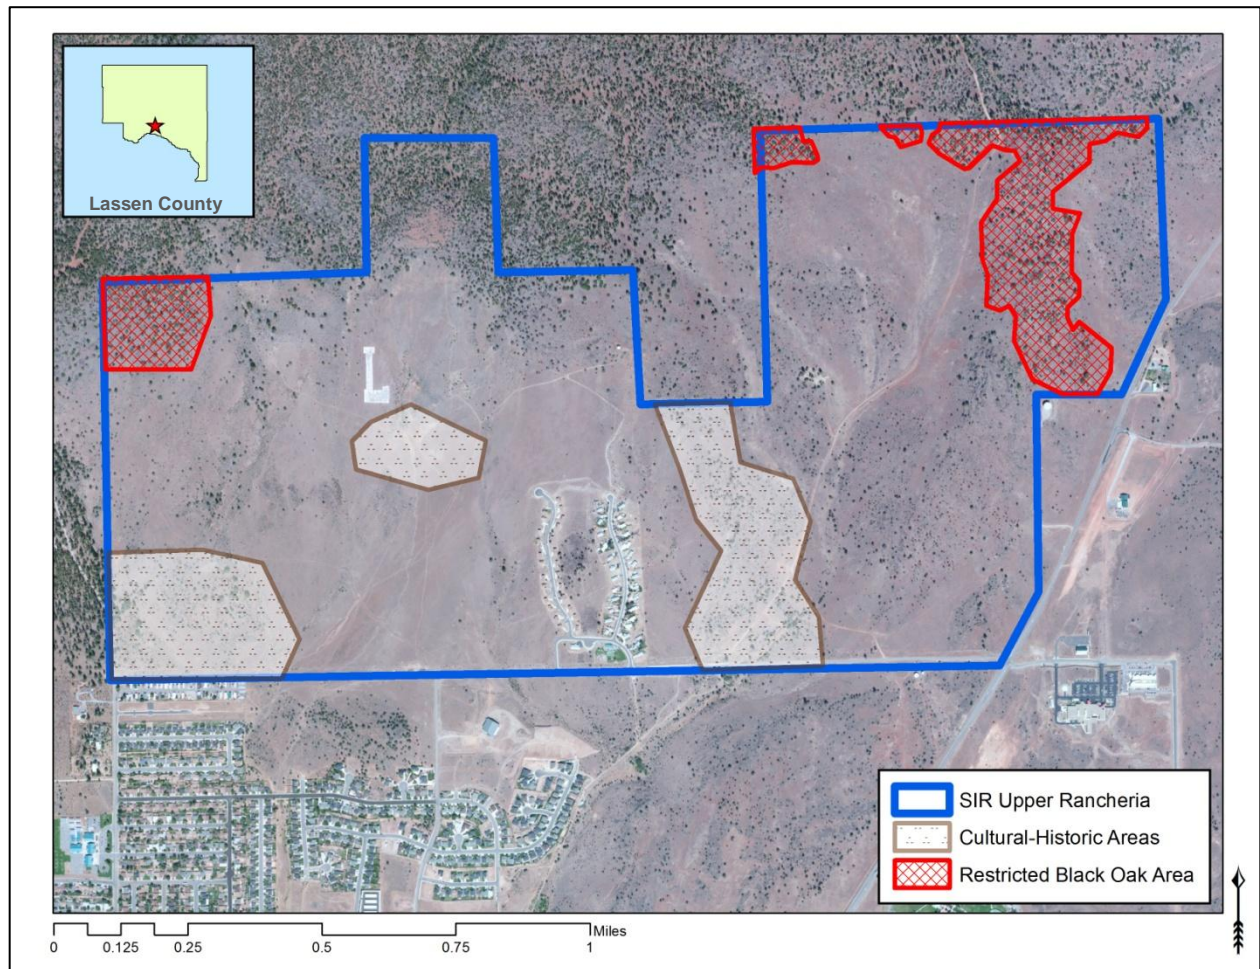 Lassen County
SIR Upper Rancheria
Cultural-Historic Areas
Restricted Black Oak Area
Miles
0 0.125 0.25 0.5 0.75 1